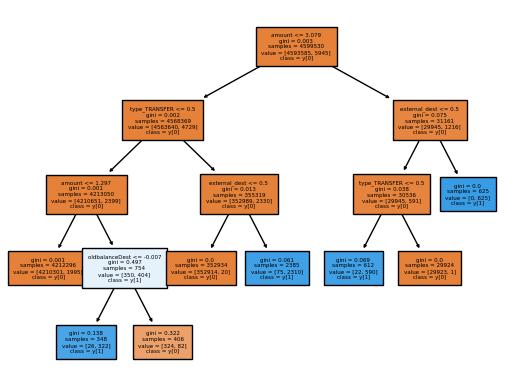 amount <= 3.079
gini = 0.003
samples = 4599530
value = [4593585, 5945]
class = y[0]
type_TRANSFER <= 0.5
gini = 0.002
samples = 4568369
value = [4563640, 4729]
class = y[0]
external_dest <= 0.5
gini = 0.075
samples = 31161
value = [29945, 1216]
class = y[0]
amount <= 1.297
gini = 0.001
samples = 4213050
value = [4210651, 2399]
class = y[0]
external_dest <= 0.5
gini = 0.013
samples = 355319
value = [352989, 2330]
class = y[0]
type_TRANSFER <= 0.5
gini = 0.038
samples = 30536
value = [29945, 591]
class = y[0]
gini = 0.0
samples = 625
value = [0, 625]
class = y[1]
gini = 0.001
samples = 4212296
value = [4210301, 1995]
class = y[0]
oldbalanceDest <= -0.007
gini = 0.497
samples = 754
value = [350, 404]
class = y[1]
gini = 0.0
samples = 352934
value = [352914, 20]
class = y[0]
gini = 0.061
samples = 2385
value = [75, 2310]
class = y[1]
gini = 0.069
samples = 612
value = [22, 590]
class = y[1]
gini = 0.0
samples = 29924
value = [29923, 1]
class = y[0]
gini = 0.138
samples = 348
value = [26, 322]
class = y[1]
gini = 0.322
samples = 406
value = [324, 82]
class = y[0]